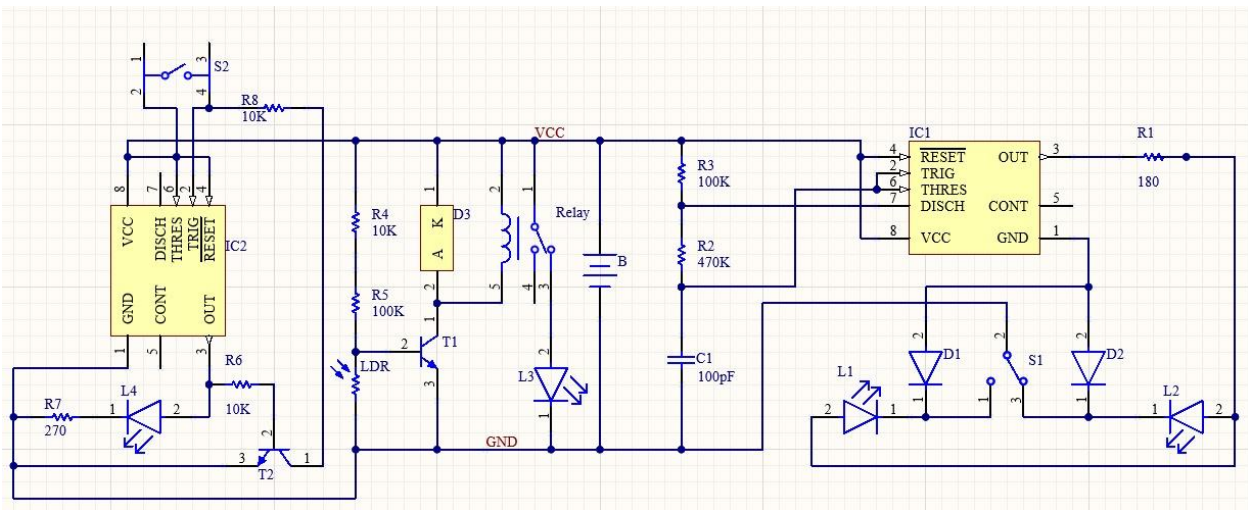 1
3
2
4
S2
R8
10K
VCC
8
7
6
2
4
VCC
DISCH
THRES
TRIG
RESET
IC2
GND
CONT
OUT
1
5
3
R7
270
1
L4
2
R6
10K
2
3
T2
1
R4
10K
R5
100K
LDR
1
K
A
D3
2
1
2
T1
3
2
1
Relay
5
4
3
2
L3
1
B
GND
R3
100K
R2
470K
C1
100pF
IC1
4
RESET
OUT
3
2
TRIG
6
THRES
7
DISCH
CONT
5
8
VCC
GND
1
R1
180
2
D1
1
2
S1
1
3
2
D2
1
L1
2
1
L2
1
2